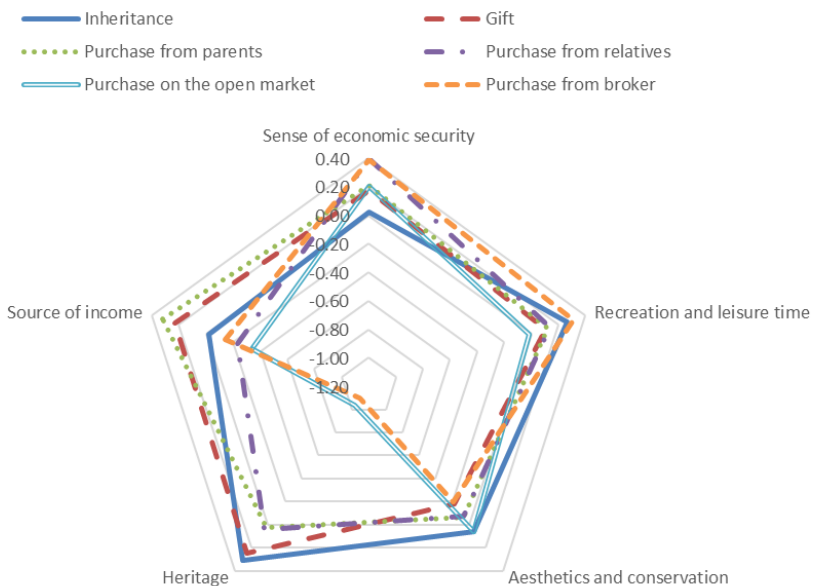 Inheritance
Gift
Purchase from parents
Purchase from relatives
Purchase on the open market
Purchase from broker
Sense of economic security
0.40
0.20
0.00
-0.20
-0.40
-0.60
-0.80
-1.00
-1.20
Source of income
Recreation and leisure time
Heritage
Aesthetics and conservation